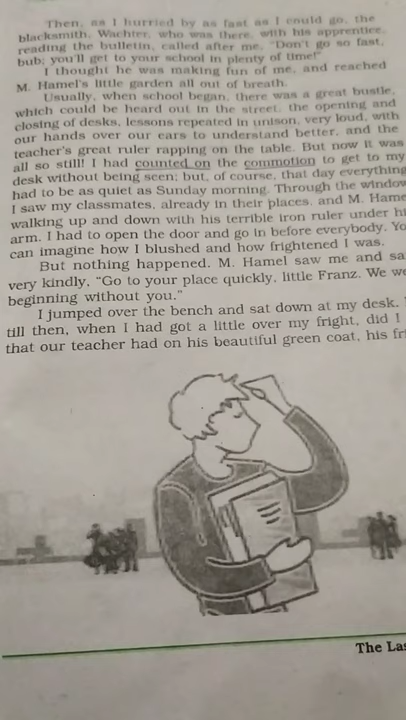 Then, as I hurried by as fast as I could go, the
blacksmith, Wachter, who was there, with his apprentice,
reading the bulletin, called after me, "Don't go so fast,
bub; you'll get to your school in plenty of time!"
I thought he was making fun of me, and reached
M. Hamel's little garden all out of breath.
Usually, when school began, there was a great bustle,
which could be heard out in the street, the opening and
closing of desks, lessons repeated in unison, very loud, with
our hands over our ears to understand better, and the
teacher's great ruler rapping on the table. But now it was
all so still! I had counted on the commotion to get to my
desk without being seen; but, of course, that day everything
had to be as quiet as Sunday morning. Through the window
I saw my classmates, already in their places, and M. Hame
walking up and down with his terrible iron ruler under hi
arm. I had to open the door and go in before everybody. Yo
can imagine how I blushed and how frightened I was.
But nothing happened. M. Hamel saw me and sa
very kindly, "Go to your place quickly, little Franz. We we
beginning without you."
I jumped over the bench and sat down at my desk.
till then, when I had got a little over my fright, did I
that our teacher had on his beautiful green coat, his fr
The Las